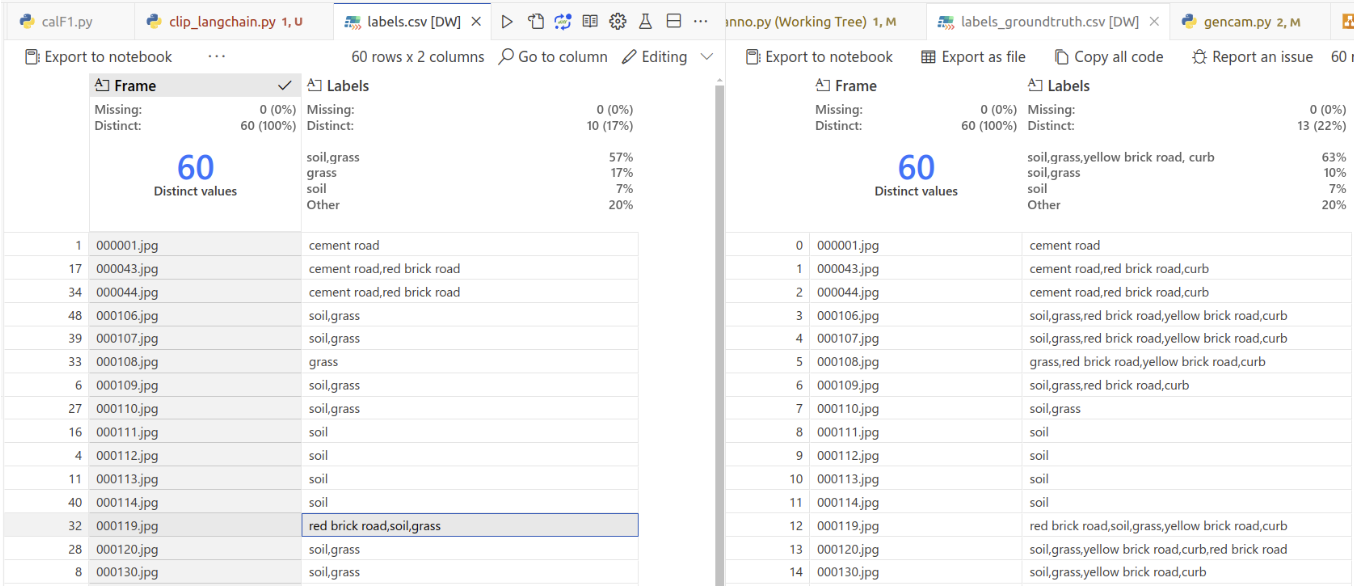 calF1.py clip_langchain.py 1, U labels.csv [DW] anno.py (Working Tree) 1, M labels_groundtruth.csv [DW] gencam.py 2, M
Export to notebook ··· 60 rows x 2 columns Go to column Editing Export to notebook Export as file Copy all code Report an issue 60
Frame Labels Frame Labels
Missing: 0 (0%) Missing: 0 (0%) Missing: 0 (0%) Missing: 0 (0%)
Distinct: 60 (100%) Distinct: 10 (17%) Distinct: 60 (100%) Distinct: 13 (22%)
60 soil,grass 57% 60 soil,grass,yellow brick road, curb 63%
grass 17% soil,grass 10%
Distinct values soil 7% Distinct values soil 7%
Other 20% Other 20%
1 000001.jpg cement road 0 000001.jpg cement road
17 000043.jpg cement road,red brick road 1 000043.jpg cement road,red brick road,curb
34 000044.jpg cement road,red brick road 2 000044.jpg cement road,red brick road,curb
48 000106.jpg soil,grass 3 000106.jpg soil,grass,red brick road,yellow brick road,curb
39 000107.jpg soil,grass 4 000107.jpg soil,grass,red brick road,yellow brick road,curb
33 000108.jpg grass 5 000108.jpg grass,red brick road,yellow brick road,curb
6 000109.jpg soil,grass 6 000109.jpg soil,grass,red brick road,curb
27 000110.jpg soil,grass 7 000110.jpg soil,grass
16 000111.jpg soil 8 000111.jpg soil
4 000112.jpg soil 9 000112.jpg soil
11 000113.jpg soil 10 000113.jpg soil
40 000114.jpg soil 11 000114.jpg soil
32 000119.jpg red brick road,soil,grass 12 000119.jpg red brick road,soil,grass,yellow brick road,curb
28 000120.jpg soil,grass 13 000120.jpg soil,grass,yellow brick road,curb,red brick road
8 000130.jpg soil,grass 14 000130.jpg soil,grass,yellow brick road,curb